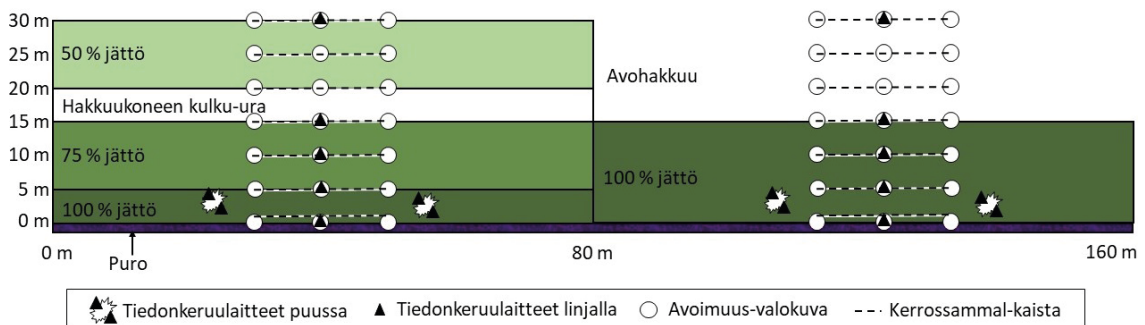 30 m
50 % jättö
25 m
Avohakkuu
20 m
Hakkuukoneen kulku-ura
15 m
75 % jättö
10 m
100 % jättö
5 m
100 % jättö
0 m
0 m
80 m
160 m
Puro
Tiedonkeruulaitteet puussa
Tiedonkeruulaitteet linjalla
Avoimuus-valokuva
Kerrossammal-kaista